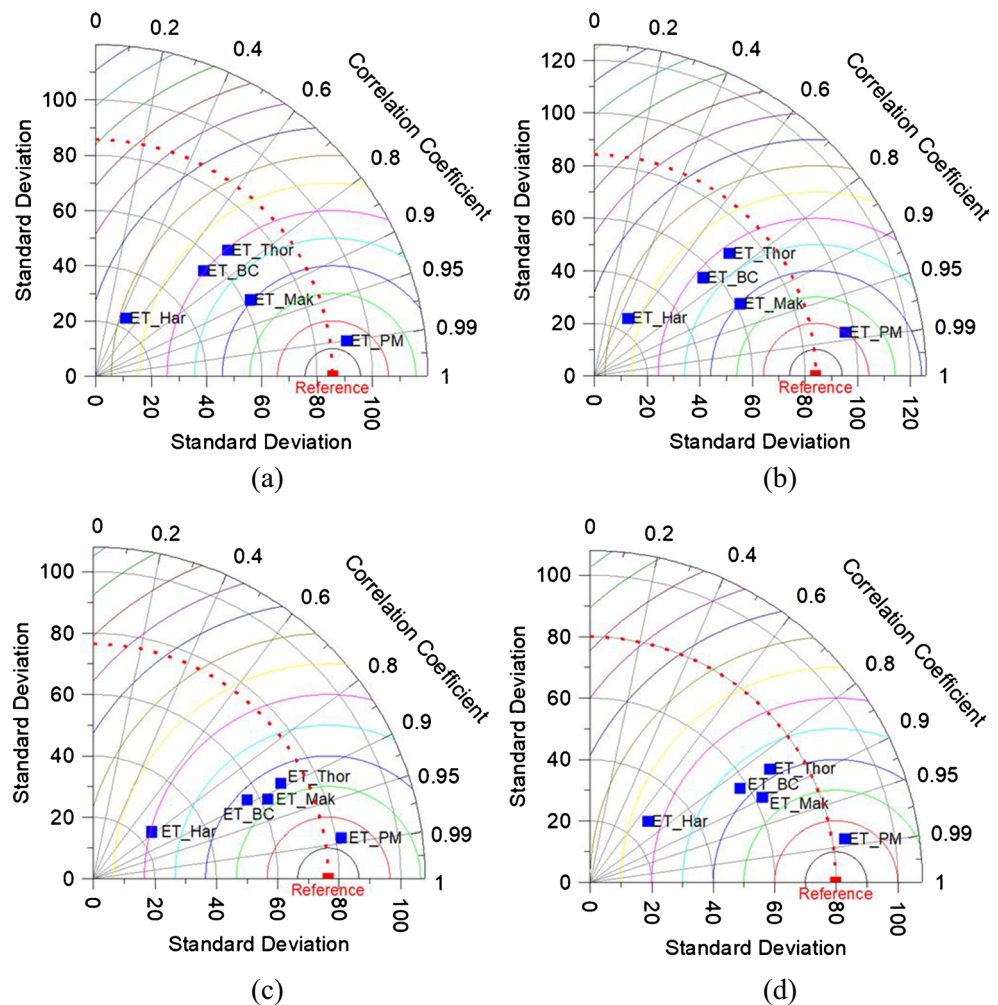 0
0.2
0.4
0.6
0.8
0.9
0.95
0.99
1
Correlation Coefficient
Standard Deviation
100
80
60
40
20
0
ET_Thor
ET_BC
ET_Mak
ET_Har
ET_PM
Reference
0 20 40 60 80 100
Standard Deviation
(a)
0
0.2
0.4
0.6
0.8
0.9
0.95
0.99
1
Correlation Coefficient
Standard Deviation
120
100
80
60
40
20
0
ET_Thor
ET_BC
ET_Mak
ET_Har
ET_PM
Reference
0 20 40 60 80 100 120
Standard Deviation
(b)
0
0.2
0.4
0.6
0.8
0.9
0.95
0.99
1
Correlation Coefficient
Standard Deviation
100
80
60
40
20
0
ET_Thor
ET_Mak
ET_BC
ET_Har
ET_PM
Reference
0 20 40 60 80 100
Standard Deviation
(c)
0
0.2
0.4
0.6
0.8
0.9
0.95
0.99
1
Correlation Coefficient
Standard Deviation
100
80
60
40
20
0
ET_Thor
ET_BC
ET_Mak
ET_Har
ET_PM
Reference
0 20 40 60 80 100
Standard Deviation
(d)